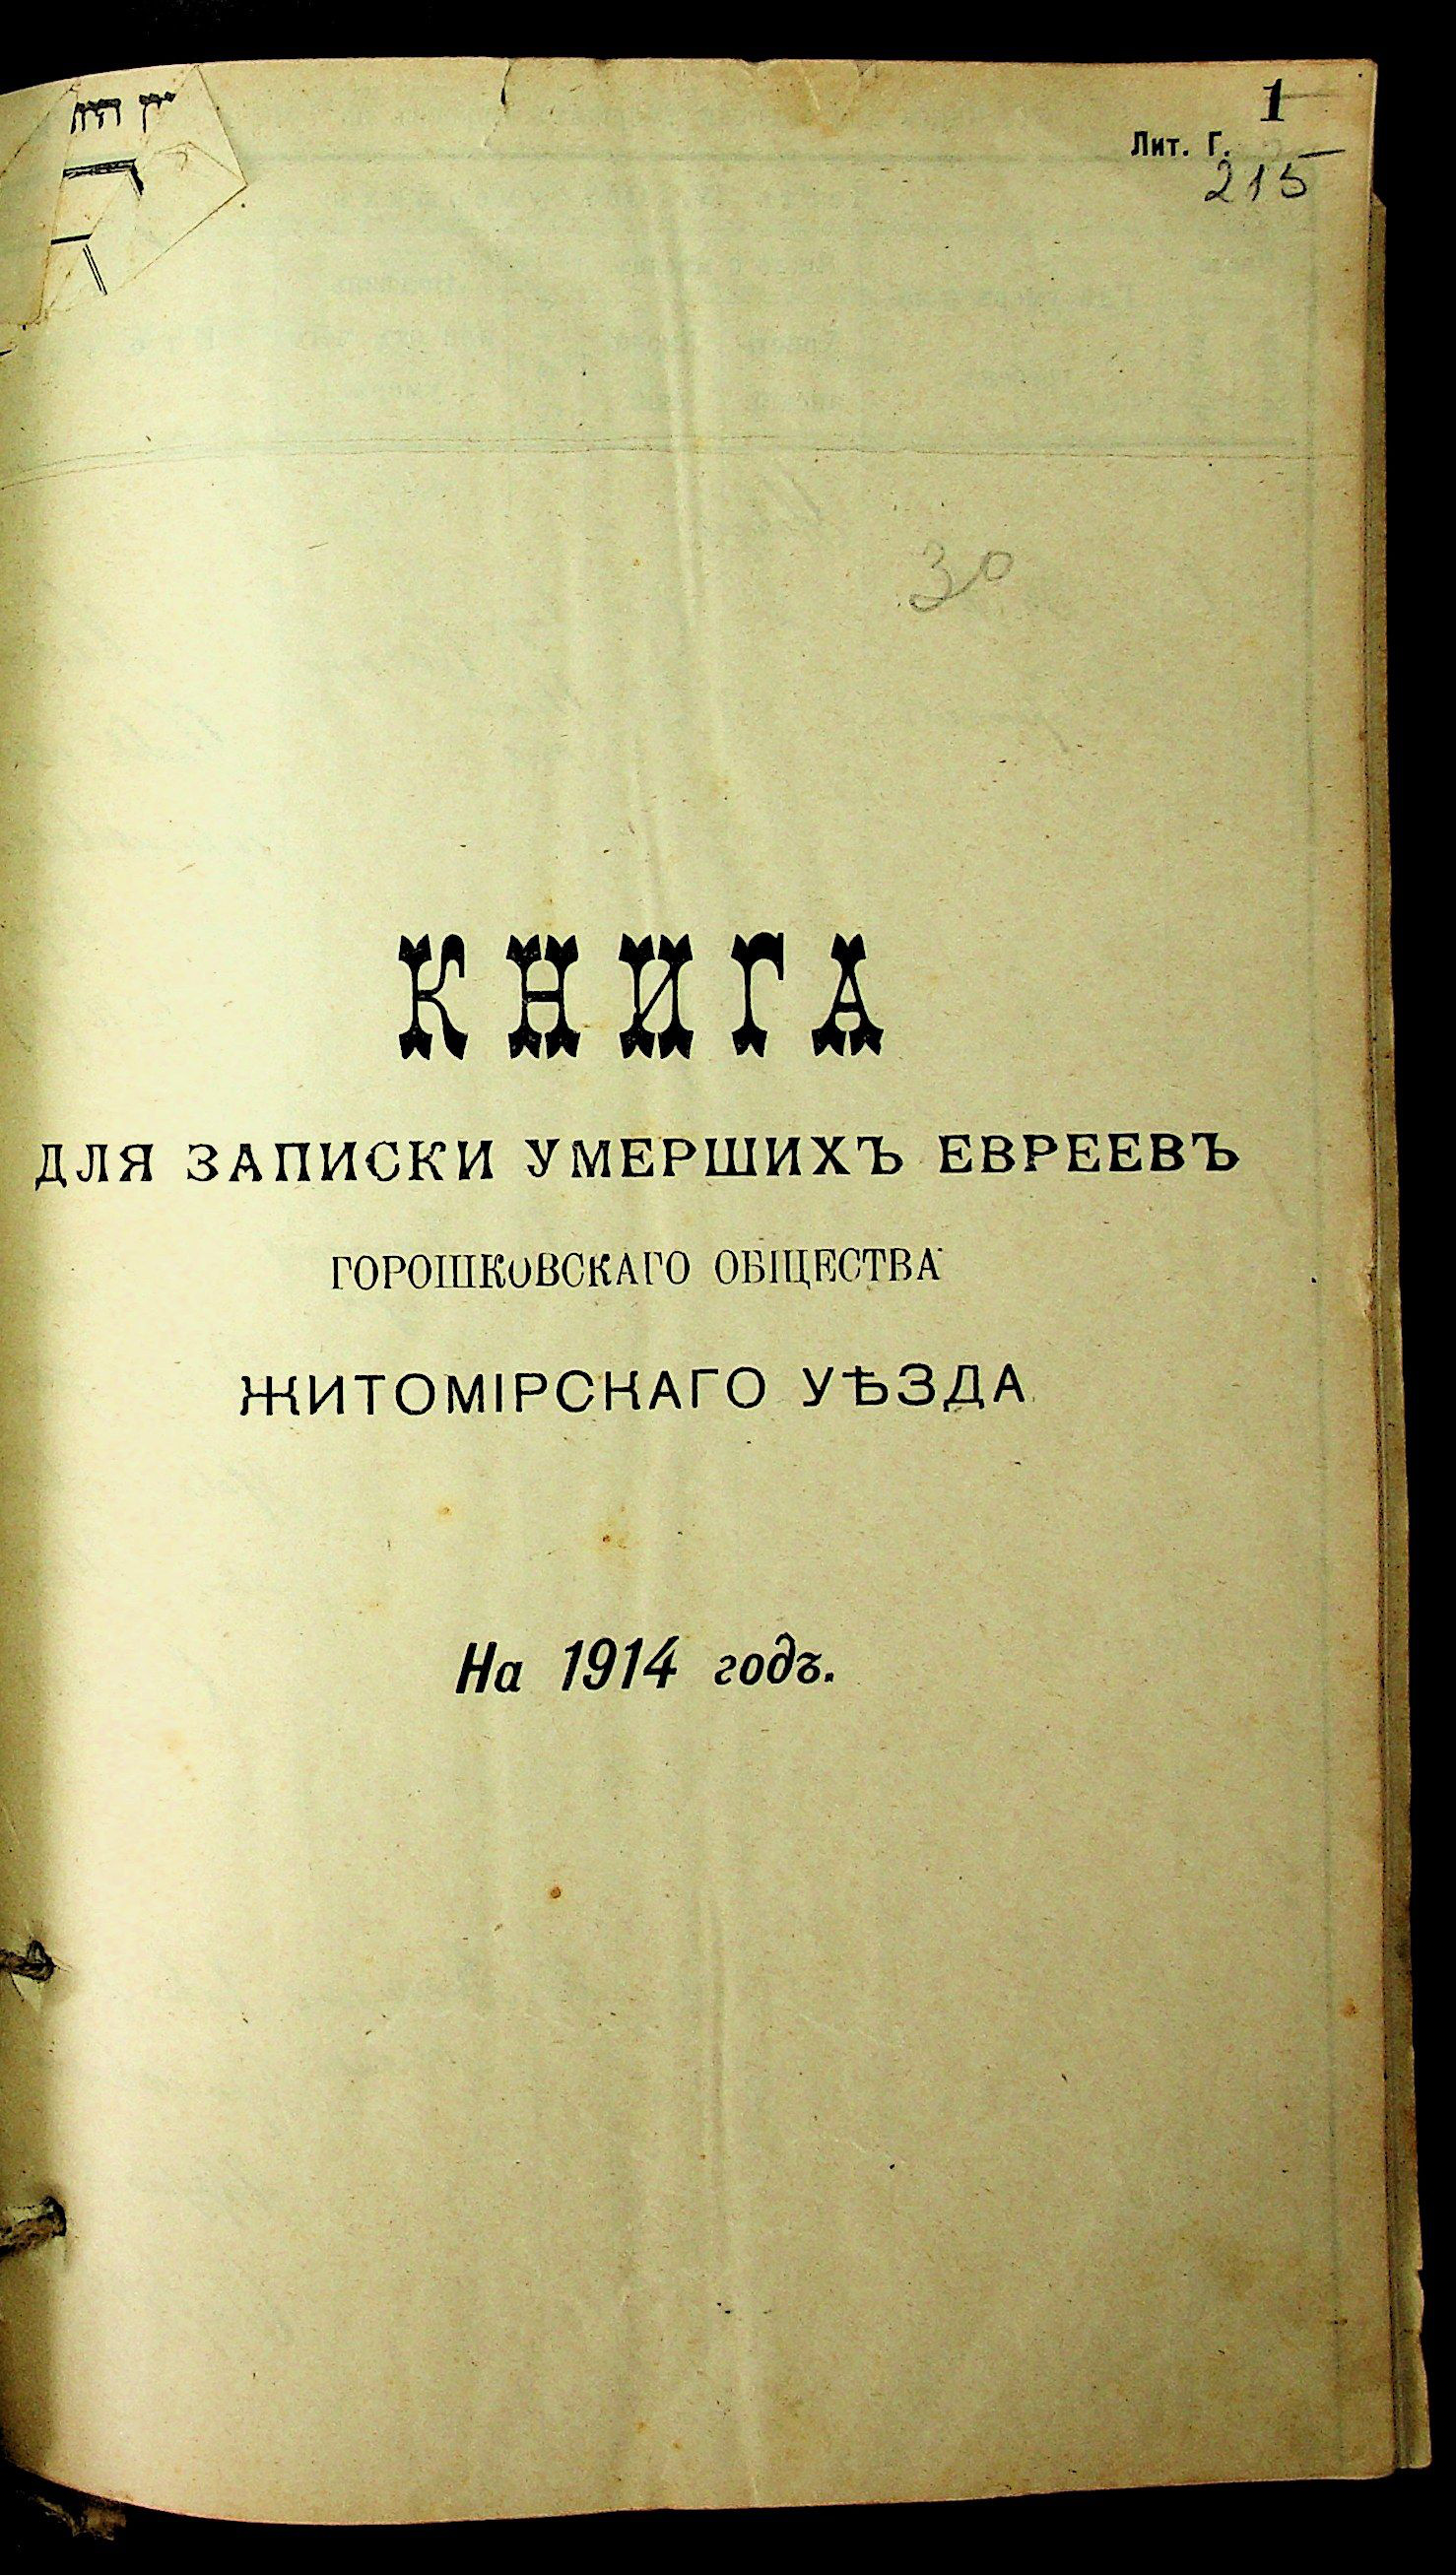 1
Лит. Г.
215
30
КНИГА
ДЛЯ ЗАПИСКИ УМЕРШИХЪ ЕВРЕЕВЪ
ГОРОШКОВСКАГО ОБЩЕСТВА
ЖИТОМІРСКАГО УѢЗДА
На 1914 годъ.